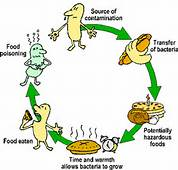 Source of
contamination
Transfer
of bacteria
Potentially
hazardous
foods
Time and warmth
allows bacteria to grow
Food eaten
Food
poisoning